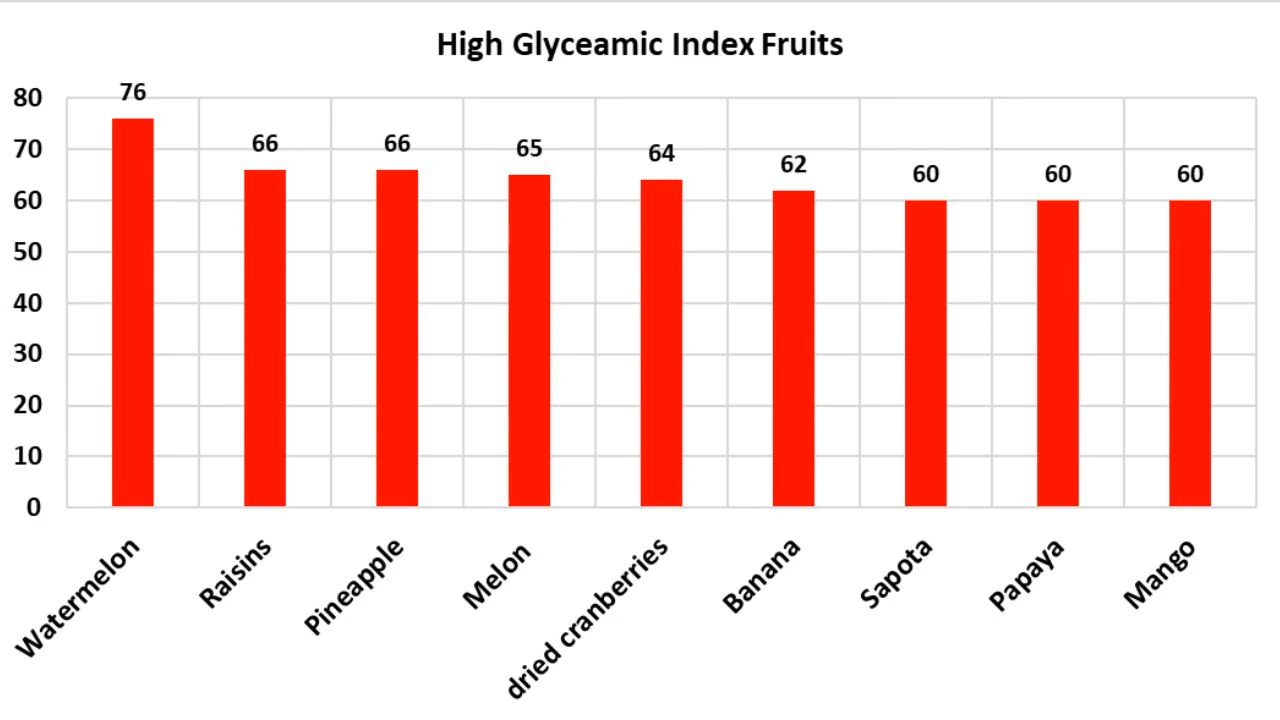 High Glyceamic Index Fruits
80
70
60
50
40
30
20
10
0
76
66
66
65
64
62
60
60
60
Watermelon
Raisins
Pineapple
Melon
dried cranberries
Banana
Sapota
Papaya
Mango